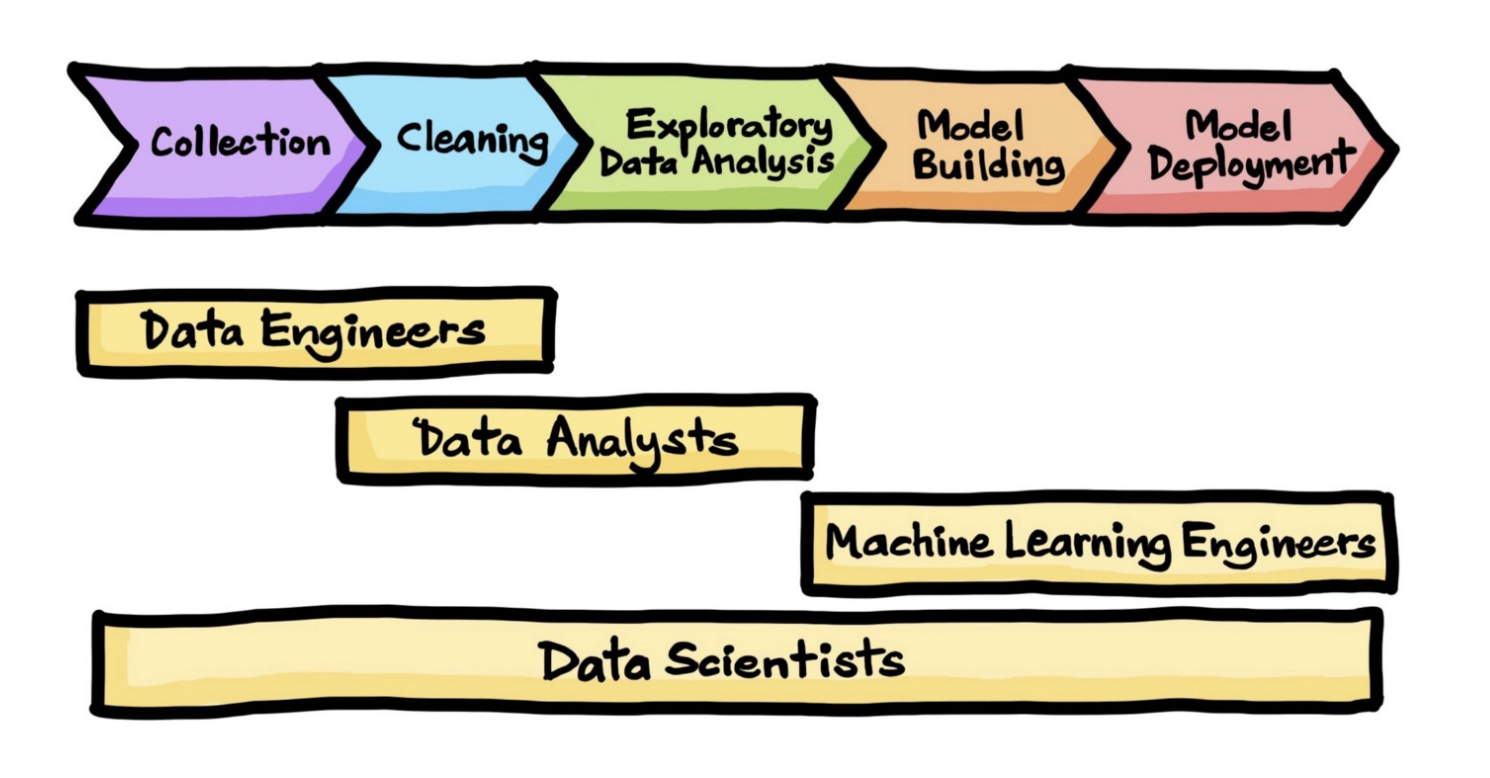 Collection
Cleaning
Exploratory
Data Analysis
Model
Building
Model
Deployment
Data Engineers
Data Analysts
Machine Learning Engineers
Data Scientists